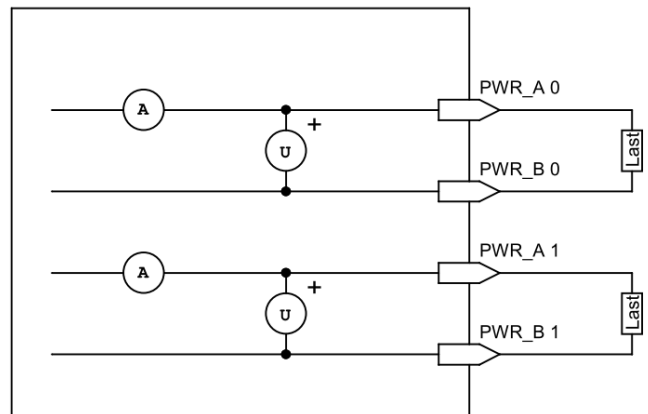 PWR_A 0
A
+
U
Last
PWR_B 0
PWR_A 1
A
+
U
Last
PWR_B 1